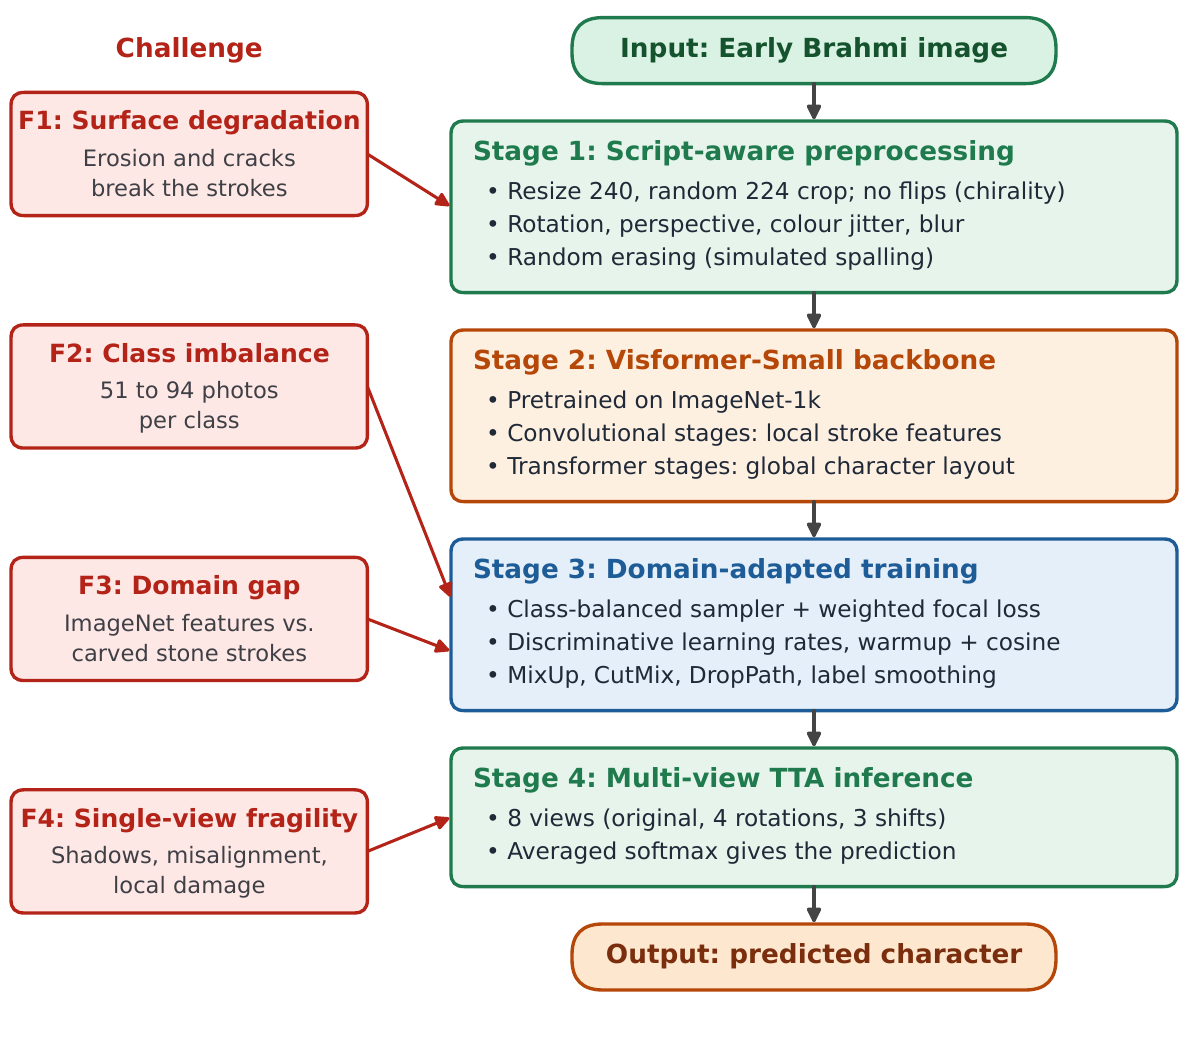 Challenge
F1: Surface degradation
Erosion and cracks
break the strokes
F2: Class imbalance
51 to 94 photos
per class
F3: Domain gap
ImageNet features vs.
carved stone strokes
F4: Single-view fragility
Shadows, misalignment,
local damage
Input: Early Brahmi image
Stage 1: Script-aware preprocessing
• Resize 240, random 224 crop; no flips (chirality)
• Rotation, perspective, colour jitter, blur
• Random erasing (simulated spalling)
Stage 2: Visformer-Small backbone
• Pretrained on ImageNet-1k
• Convolutional stages: local stroke features
• Transformer stages: global character layout
Stage 3: Domain-adapted training
• Class-balanced sampler + weighted focal loss
• Discriminative learning rates, warmup + cosine
• MixUp, CutMix, DropPath, label smoothing
Stage 4: Multi-view TTA inference
• 8 views (original, 4 rotations, 3 shifts)
• Averaged softmax gives the prediction
Output: predicted character